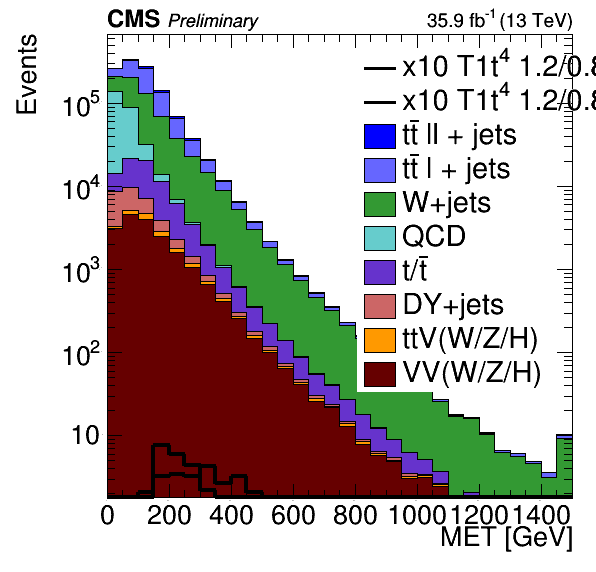 CMS Preliminary 35.9 fb⁻¹ (13 TeV)
Events
x10 T1t⁴ 1.2/0.8
x10 T1t⁴ 1.2/0.8
tt̄ ll + jets
tt̄ l + jets
W+jets
QCD
t/t̄
DY+jets
ttV(W/Z/H)
VV(W/Z/H)
10⁵
10⁴
10³
10²
10
0 200 400 600 800 1000 1200 1400
MET [GeV]